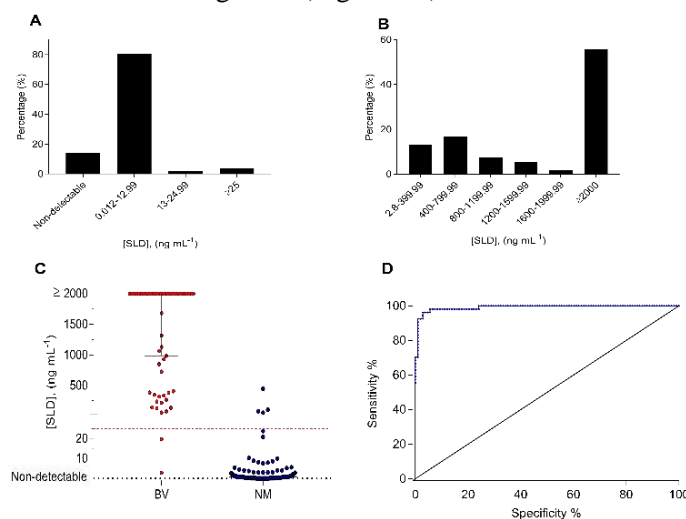 A
Percentage (%)
80
60
40
20
0
Non-detectable
0.012-12.99
13-24.99
≥25
[SLD], (ng mL⁻¹)
B
Percentage (%)
60
40
20
0
2.8-399.99
400-799.99
800-1199.99
1200-1599.99
1600-1999.99
≥2000
[SLD], (ng mL⁻¹)
C
[SLD], (ng mL⁻¹)
≥ 2000
1500
1000
500
20
10
Non-detectable
BV
NM
D
Sensitivity %
100
80
60
40
20
0
0
20
40
60
80
100
Specificity %